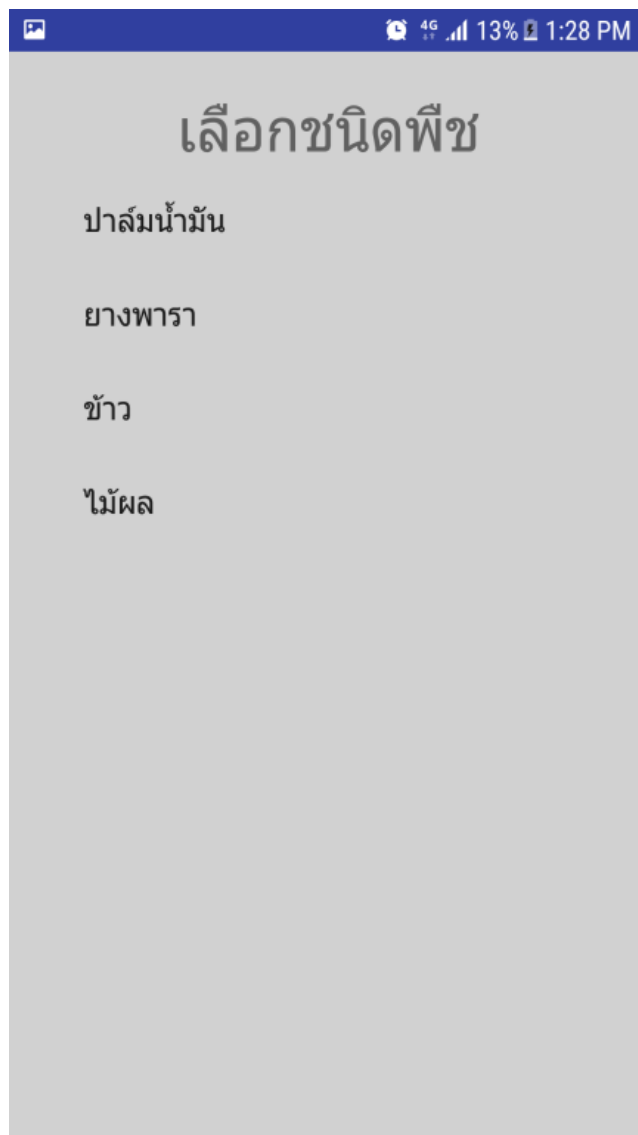 4G 13% 1:28 PM
เลือกชนิดพืช
ปาล์มน้ำมัน
ยางพารา
ข้าว
ไม้ผล